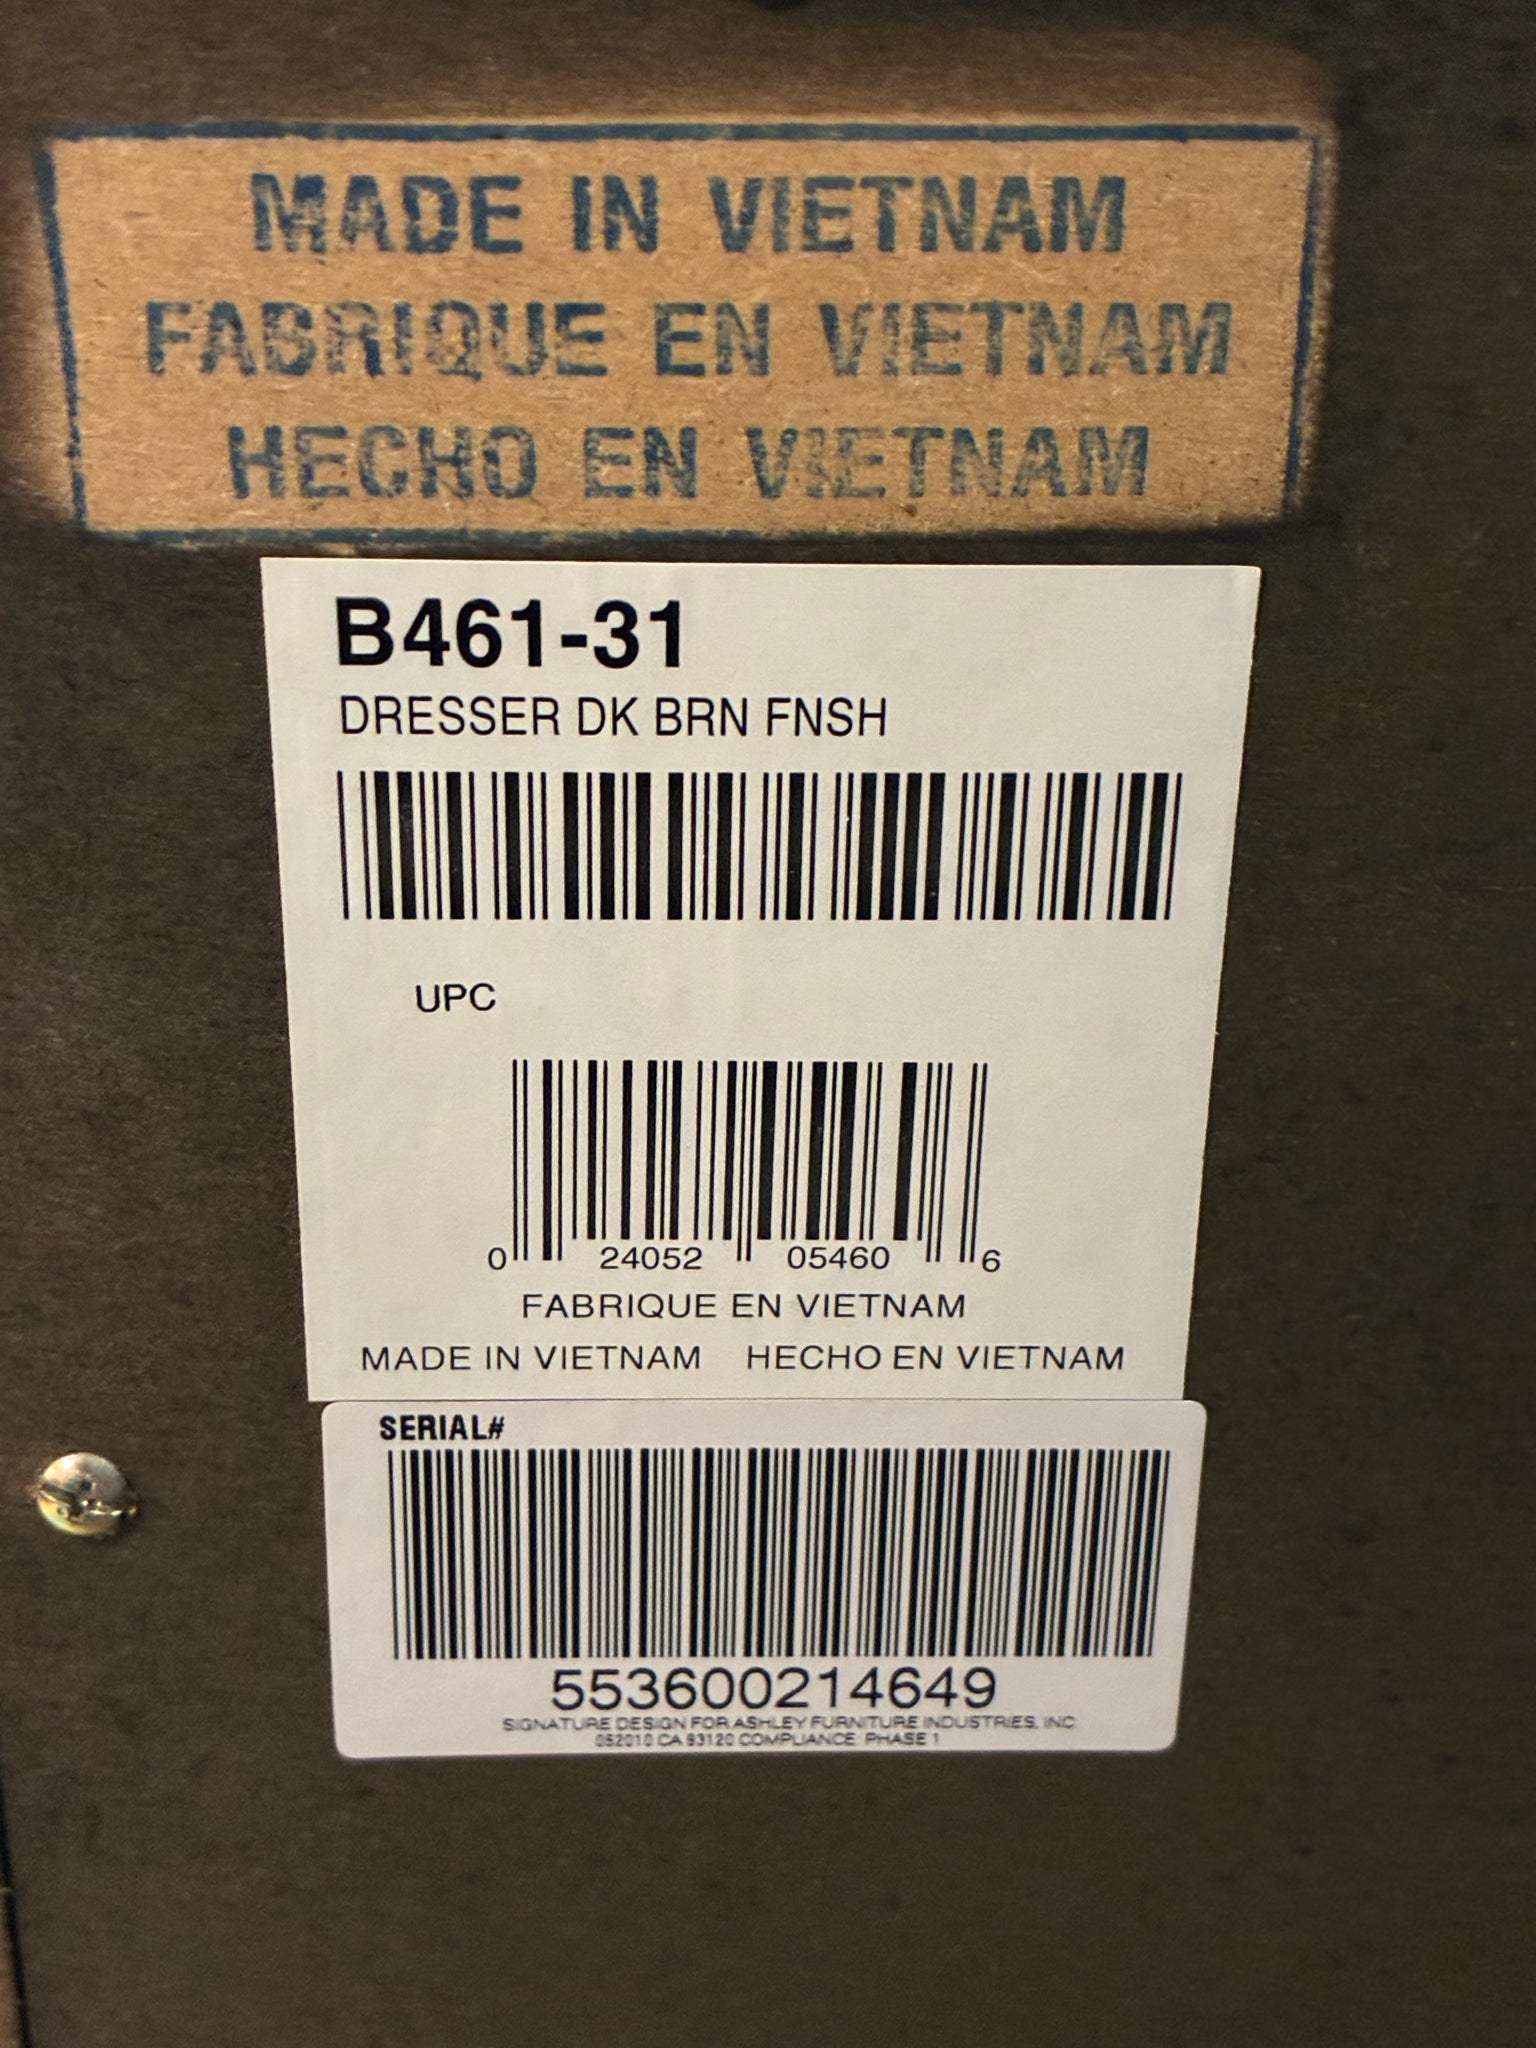 MADE IN VIETNAM
FABRIQUE EN VIETNAM
HECHO EN VIETNAM
B461-31
DRESSER DK BRN FNSH
UPC
0 24052 05460 6
FABRIQUE EN VIETNAM
MADE IN VIETNAM HECHO EN VIETNAM
SERIAL#
553600214649
SIGNATURE DESIGN FOR ASHLEY FURNITURE INDUSTRIES, INC
052010 CA 93120 COMPLIANCE PHASE 1